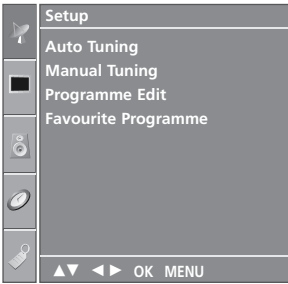 Setup
Auto Tuning
Manual Tuning
Programme Edit
Favourite Programme
▲▼ ◄► OK MENU